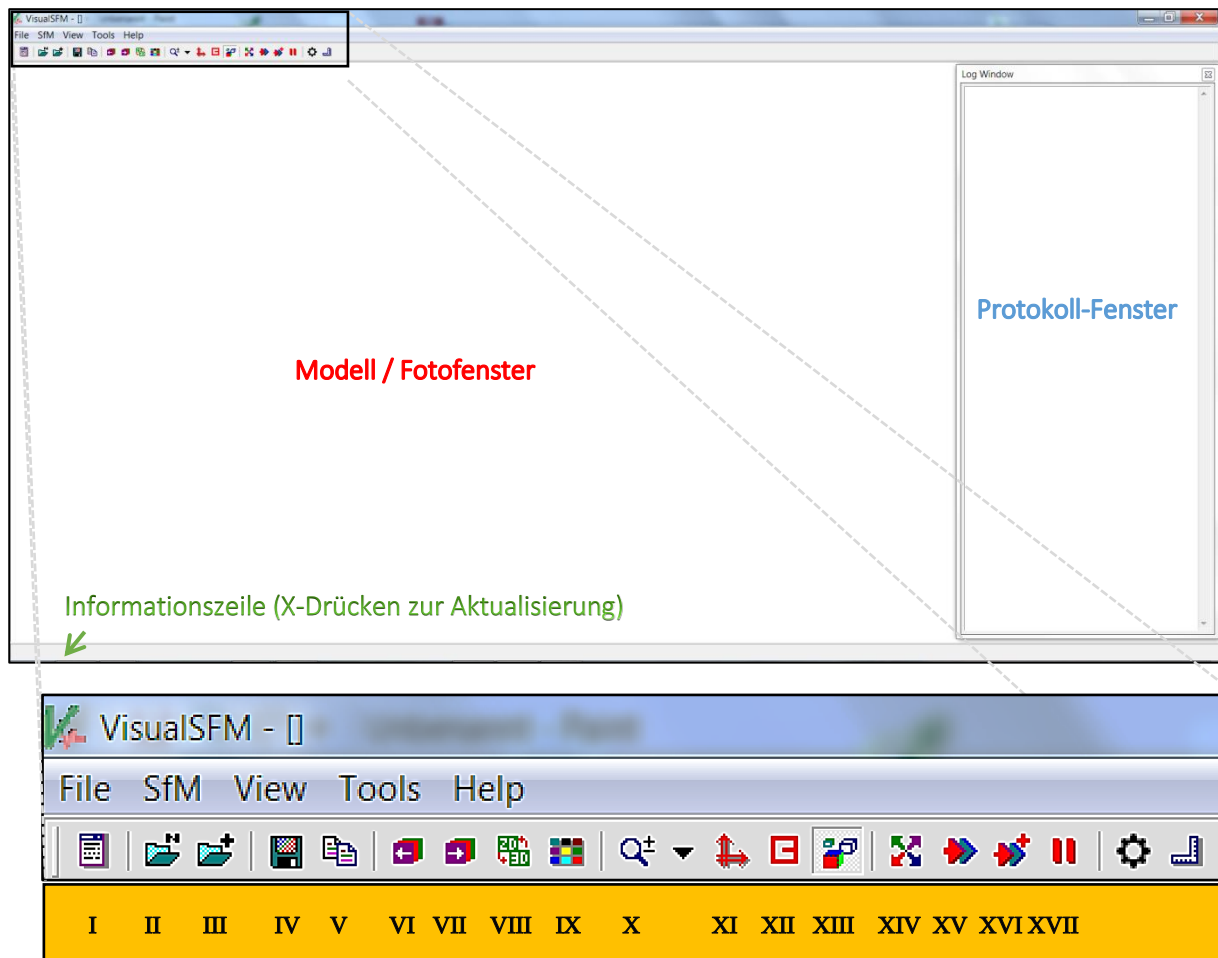 VisualSFM - []
File SfM View Tools Help
Log Window
Protokoll-Fenster
Modell / Fotofenster
Informationszeile (X-Drücken zur Aktualisierung)
VisualSFM - []
File SfM View Tools Help
I II III IV V VI VII VIII IX X XI XII XIII XIV XV XVI XVII